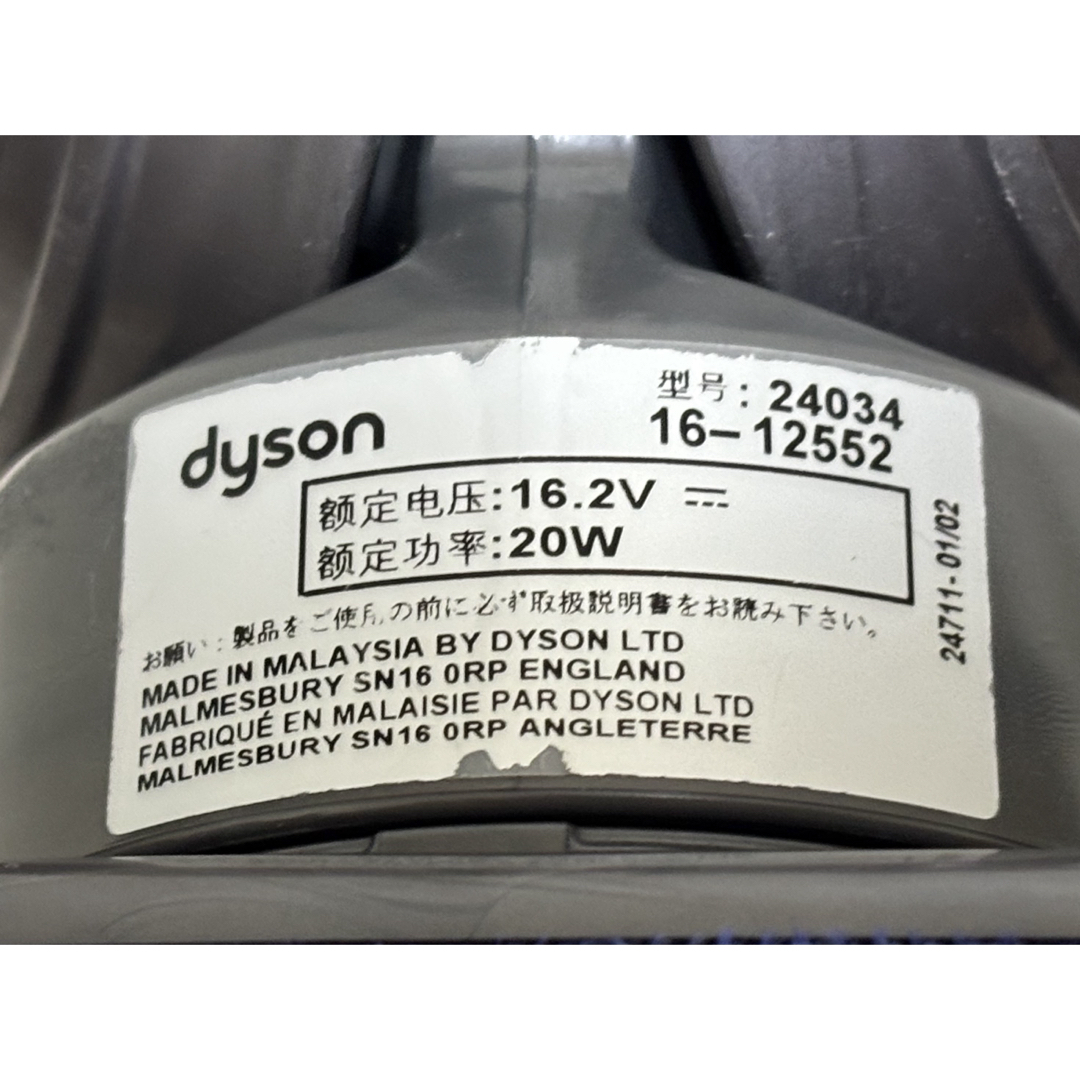 dyson
型号：24034
16-12552
额定电压:16.2V
额定功率:20W
お願い：製品をご使用の前に必ず取扱説明書をお読み下さい。
MADE IN MALAYSIA BY DYSON LTD
MALMESBURY SN16 0RP ENGLAND
FABRIQUÉ EN MALAISIE PAR DYSON LTD
MALMESBURY SN16 0RP ANGLETERRE
24711-01/02